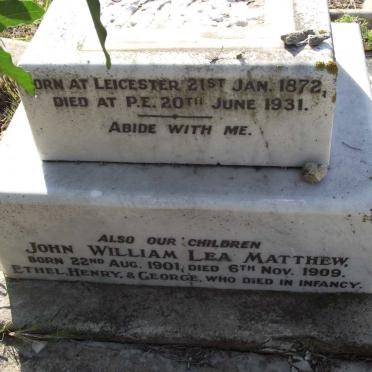 BORN AT LEICESTER 21ST JAN. 1872,
DIED AT P.E. 20TH JUNE 1931.
ABIDE WITH ME.
ALSO OUR CHILDREN
JOHN WILLIAM LEA MATTHEW,
BORN 22ND AUG. 1901, DIED 6TH NOV. 1909.
ETHEL, HENRY, & GEORGE, WHO DIED IN INFANCY.